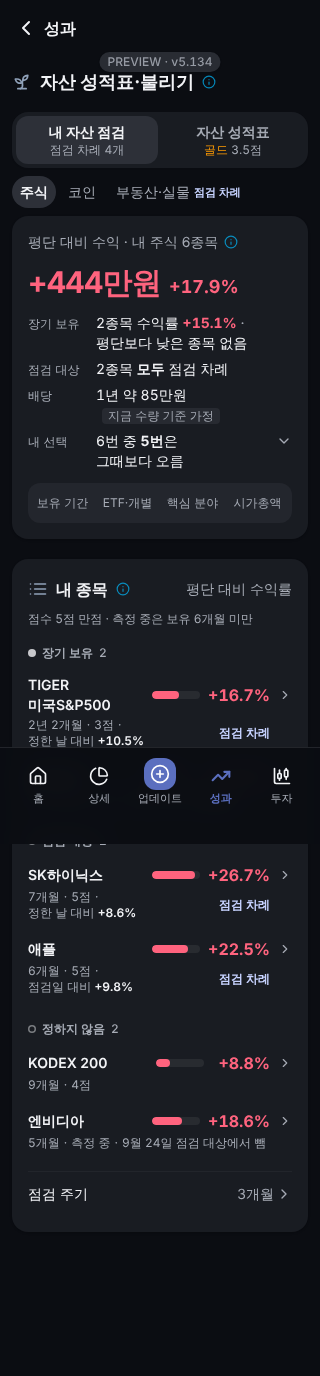 성과
PREVIEW · v5.134
자산 성적표·불리기
내 자산 점검
점검 차례 4개
자산 성적표
골드 3.5점
주식
코인
부동산·실물 점검 차례
평단 대비 수익 · 내 주식 6종목
+444만원 +17.9%
장기 보유
2종목 수익률 +15.1% ·
평단보다 낮은 종목 없음
점검 대상
2종목 모두 점검 차례
배당
1년 약 85만원
지금 수량 기준 가정
내 선택
6번 중 5번은
그때보다 오름
보유 기간
ETF·개별
핵심 분야
시가총액
내 종목
평단 대비 수익률
점수 5점 만점 · 측정 중은 보유 6개월 미만
장기 보유 2
TIGER
미국S&P500
+16.7%
2년 2개월 · 3점 ·
정한 날 대비 +10.5%
점검 차례
홈
상세
업데이트
성과
투자
SK하이닉스
+26.7%
7개월 · 5점 ·
정한 날 대비 +8.6%
점검 차례
애플
+22.5%
6개월 · 5점 ·
점검일 대비 +9.8%
점검 차례
정하지 않음 2
KODEX 200
+8.8%
9개월 · 4점
엔비디아
+18.6%
5개월 · 측정 중 · 9월 24일 점검 대상에서 뺌
점검 주기
3개월